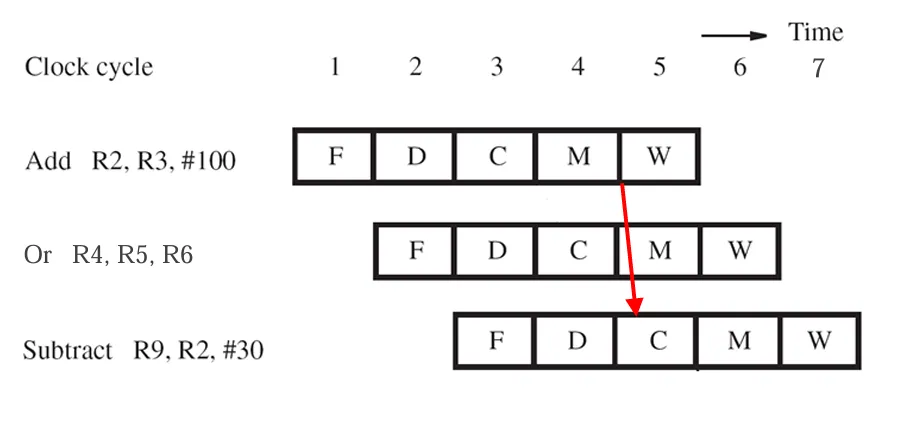 Time
Clock cycle 1 2 3 4 5 6 7
Add R2, R3, #100 F D C M W
Or R4, R5, R6 F D C M W
Subtract R9, R2, #30 F D C M W